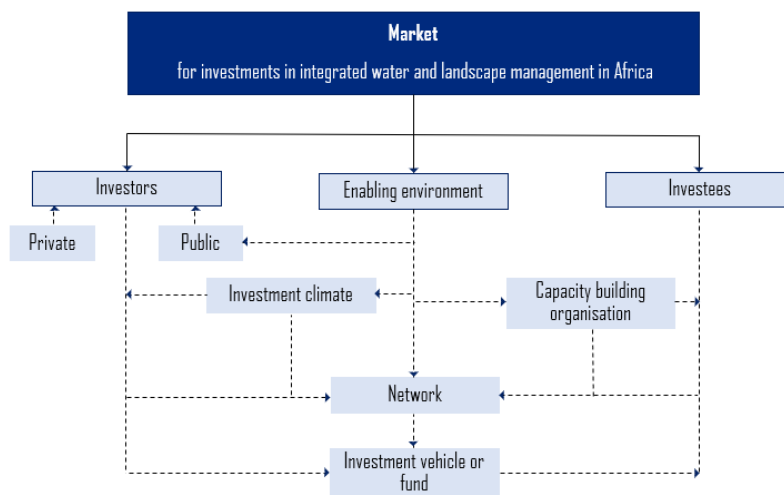 Market
for investments in integrated water and landscape management in Africa
Investors
Enabling environment
Investees
Private
Public
Investment climate
Capacity building
organisation
Network
Investment vehicle or
fund